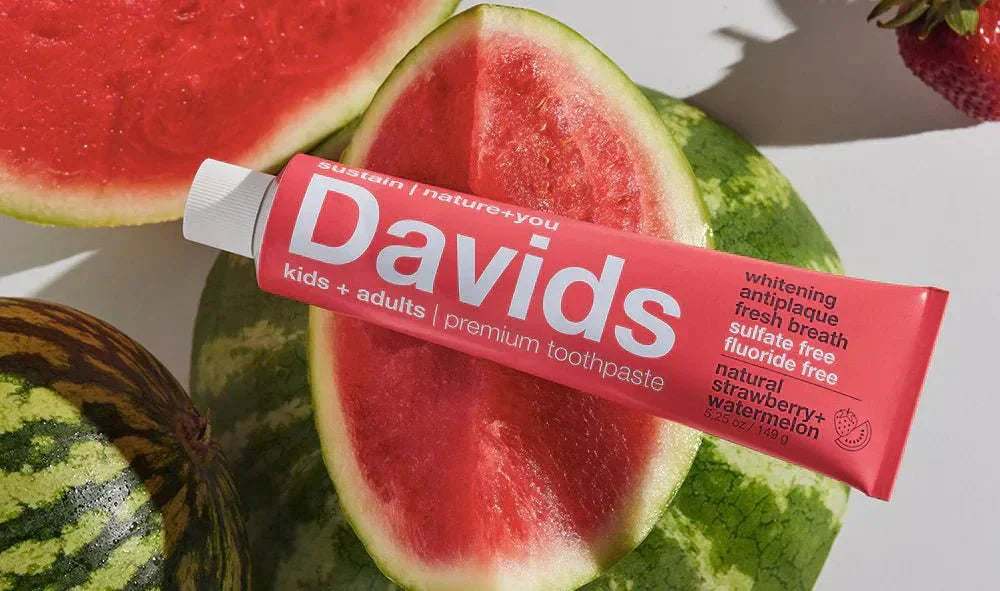 sustain | nature+you
Davids
kids + adults | premium toothpaste
whitening
antiplaque
fresh breath
sulfate free
fluoride free
natural
strawberry+
watermelon
5.25 oz / 149 g